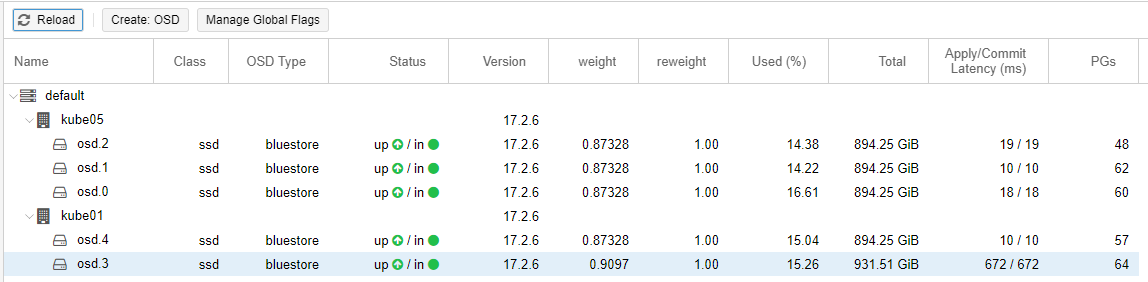 Reload Create: OSD Manage Global Flags
Name Class OSD Type Status Version weight reweight Used (%) Total Apply/Commit Latency (ms) PGs
default
kube05 17.2.6
osd.2 ssd bluestore up / in 17.2.6 0.87328 1.00 14.38 894.25 GiB 19 / 19 48
osd.1 ssd bluestore up / in 17.2.6 0.87328 1.00 14.22 894.25 GiB 10 / 10 62
osd.0 ssd bluestore up / in 17.2.6 0.87328 1.00 16.61 894.25 GiB 18 / 18 60
kube01 17.2.6
osd.4 ssd bluestore up / in 17.2.6 0.87328 1.00 15.04 894.25 GiB 10 / 10 57
osd.3 ssd bluestore up / in 17.2.6 0.9097 1.00 15.26 931.51 GiB 672 / 672 64